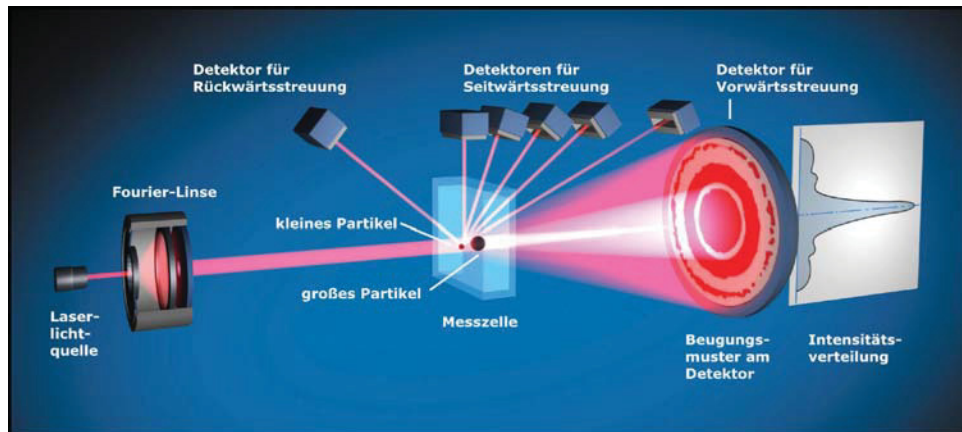 Detektor für
Rückwärtsstreuung
Detektoren für
Seitwärtsstreuung
Detektor für
Vorwärtsstreuung
Fourier-Linse
kleines Partikel
großes Partikel
Laser-
licht-
quelle
Messzelle
Beugungs-
muster am
Detektor
Intensitäts-
verteilung